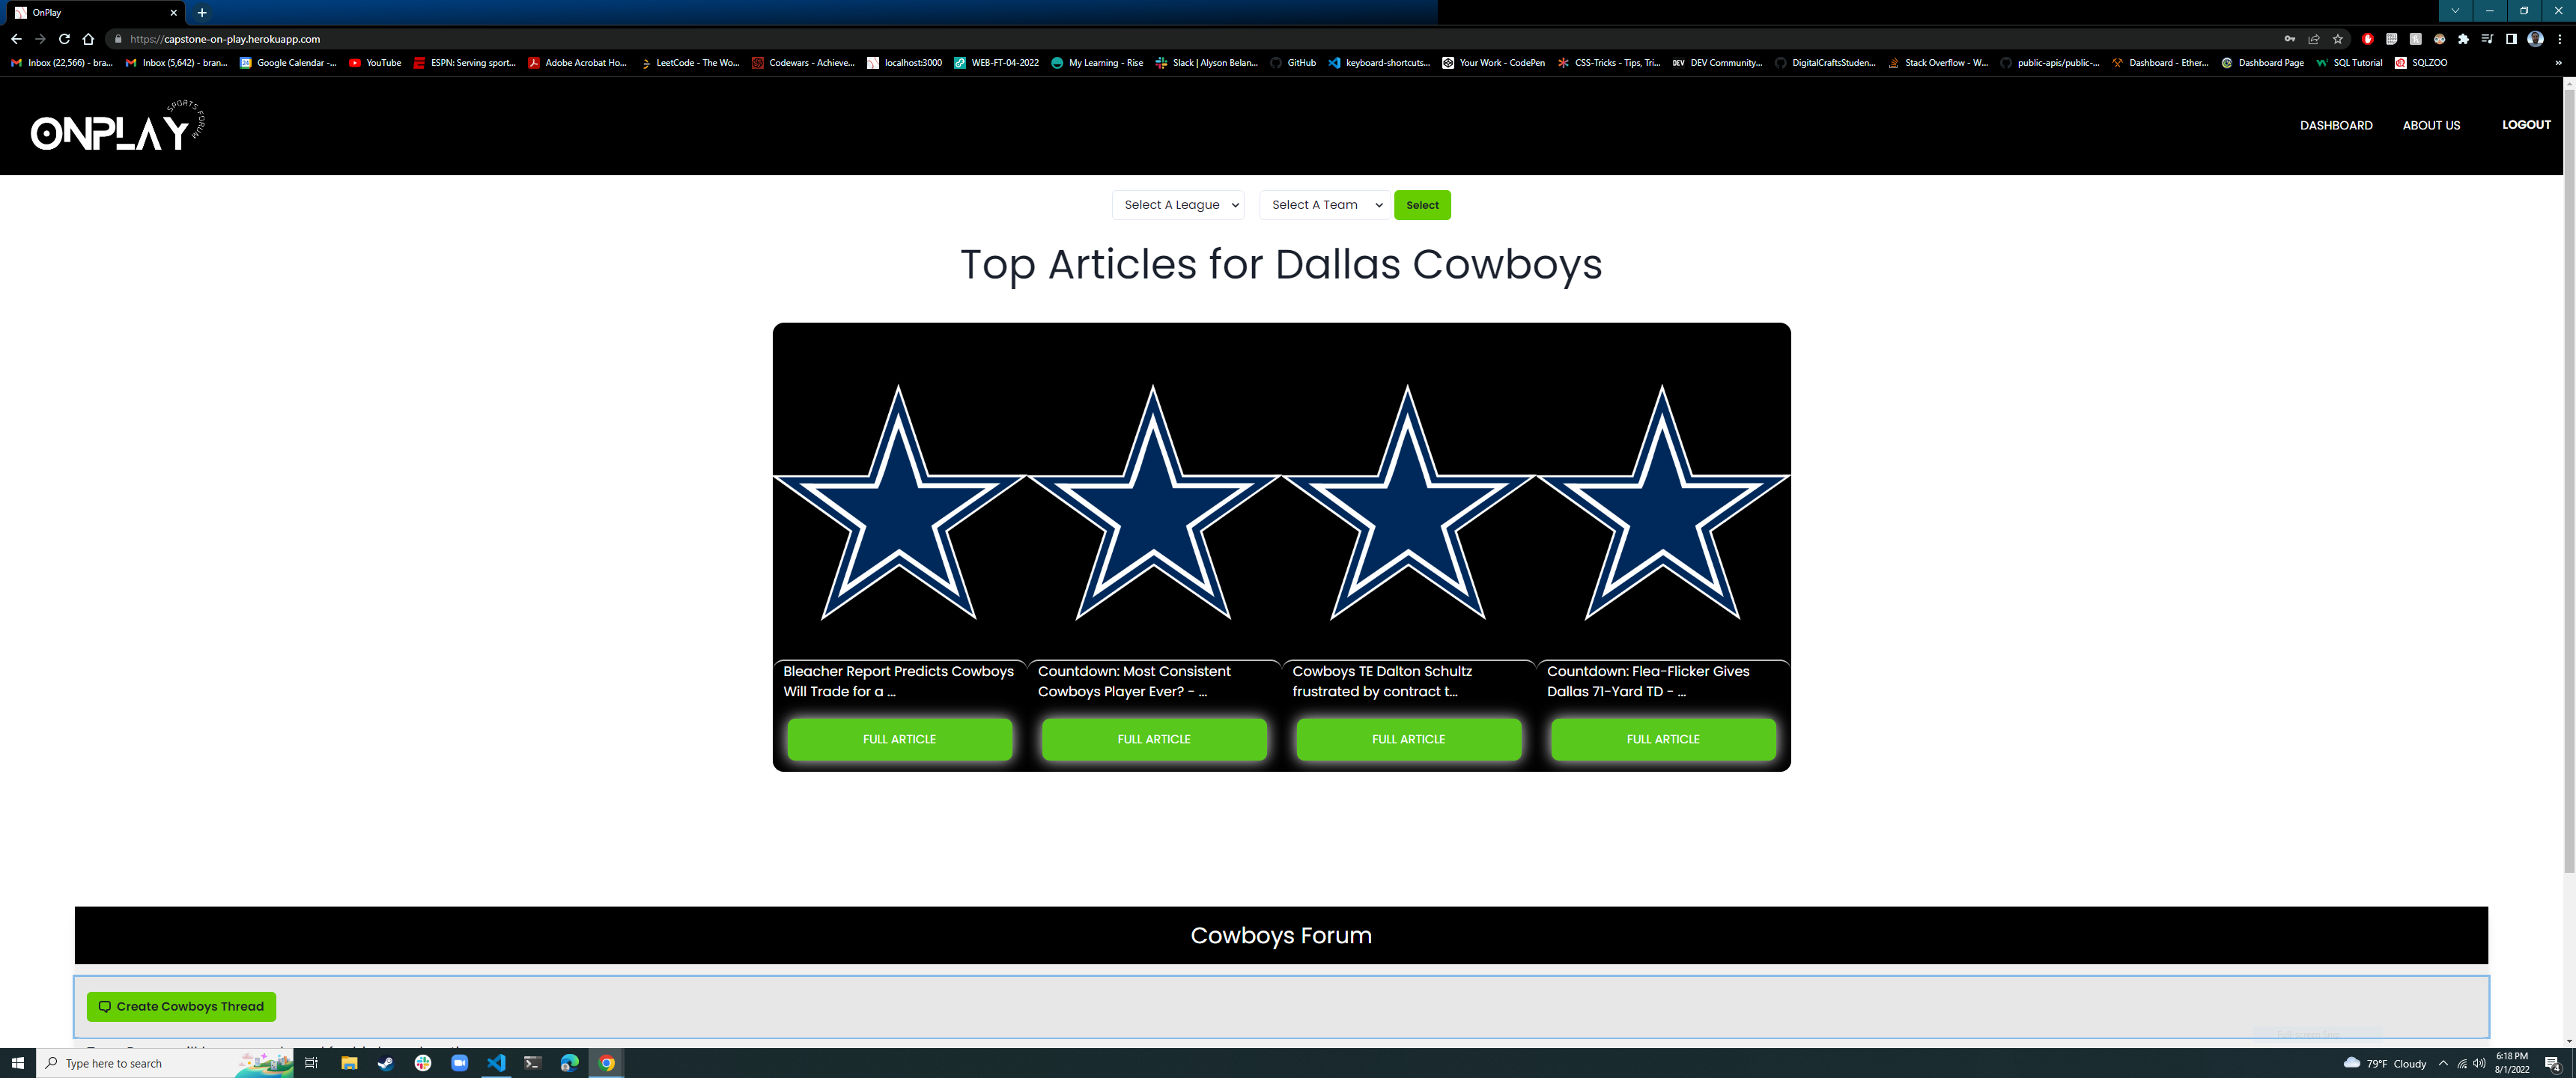 OnPlay
https://capstone-on-play.herokuapp.com
Inbox (22,566) - bra...
Inbox (5,642) - bran...
Google Calendar -...
YouTube
ESPN: Serving sport...
Adobe Acrobat Ho...
LeetCode - The Wo...
Codewars - Achieve...
localhost:3000
WEB-FT-04-2022
My Learning - Rise
Slack | Alyson Belan...
GitHub
keyboard-shortcuts...
Your Work - CodePen
CSS-Tricks - Tips, Tri...
DEV Community...
DigitalCraftsStuden...
Stack Overflow - W...
public-apis/public-...
Dashboard - Ether...
Dashboard Page
SQL Tutorial
SQLZOO
ONPLAY
SPORTS FORUM
DASHBOARD
ABOUT US
LOGOUT
Select A League
Select A Team
Select
Top Articles for Dallas Cowboys
Bleacher Report Predicts Cowboys
Will Trade for a ...
FULL ARTICLE
Countdown: Most Consistent
Cowboys Player Ever? - ...
FULL ARTICLE
Cowboys TE Dalton Schultz
frustrated by contract t...
FULL ARTICLE
Countdown: Flea-Flicker Gives
Dallas 71-Yard TD - ...
FULL ARTICLE
Cowboys Forum
Create Cowboys Thread
Type here to search
79°F Cloudy
6:18 PM
8/1/2022
4